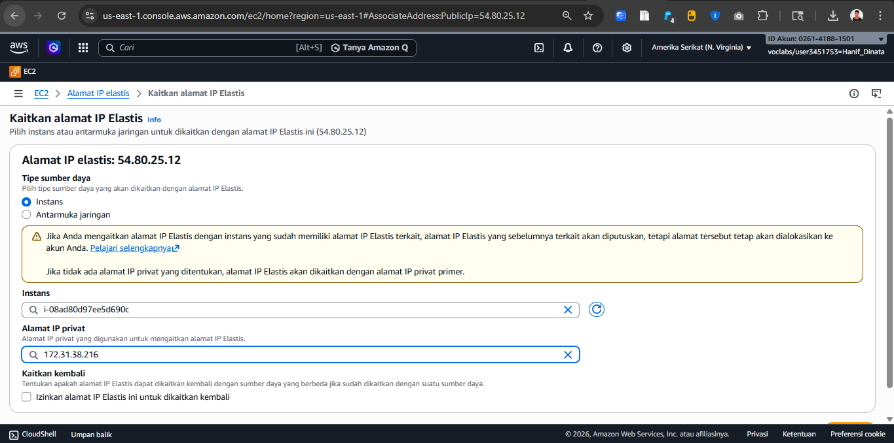 us-east-1.console.aws.amazon.com/ec2/home?region=us-east-1#AssociateAddress:PublicIp=54.80.25.12
aws
Cari
[Alt+S]
Tanya Amazon Q
Amerika Serikat (N. Virginia)
ID Akun: 0261-4188-1501
voclabs/user3451753=Hanif_Dinata
EC2
EC2 > Alamat IP elastis > Kaitkan alamat IP Elastis
Kaitkan alamat IP Elastis Info
Pilih instans atau antarmuka jaringan untuk dikaitkan dengan alamat IP Elastis ini (54.80.25.12)
Alamat IP elastis: 54.80.25.12
Tipe sumber daya
Pilih tipe sumber daya yang akan dikaitkan dengan alamat IP Elastis.
Instans
Antarmuka jaringan
Jika Anda mengaitkan alamat IP Elastis dengan instans yang sudah memiliki alamat IP Elastis terkait, alamat IP Elastis yang sebelumnya terkait akan diputuskan, tetapi alamat tersebut tetap akan dialokasikan ke
akun Anda. Pelajari selengkapnya
Jika tidak ada alamat IP privat yang ditentukan, alamat IP Elastis akan dikaitkan dengan alamat IP privat primer.
Instans
i-08ad80d97ee5d690c
Alamat IP privat
Alamat IP privat yang digunakan untuk mengaitkan alamat IP Elastis.
172.31.38.216
Kaitkan kembali
Tentukan apakah alamat IP Elastis dapat dikaitkan kembali dengan sumber daya yang berbeda jika sudah dikaitkan dengan suatu sumber daya.
Izinkan alamat IP Elastis ini untuk dikaitkan kembali
CloudShell
Umpan balik
© 2026, Amazon Web Services, Inc. atau afiliasinya.
Privasi
Ketentuan
Preferensi cookie